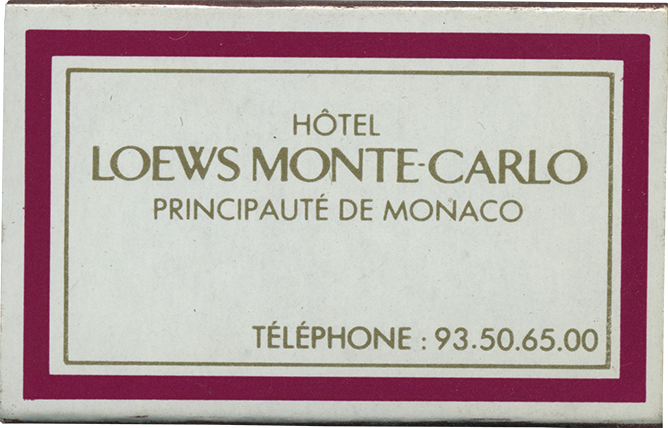 HÔTEL
LOEWS MONTE-CARLO
PRINCIPAUTÉ DE MONACO
TÉLÉPHONE : 93.50.65.00